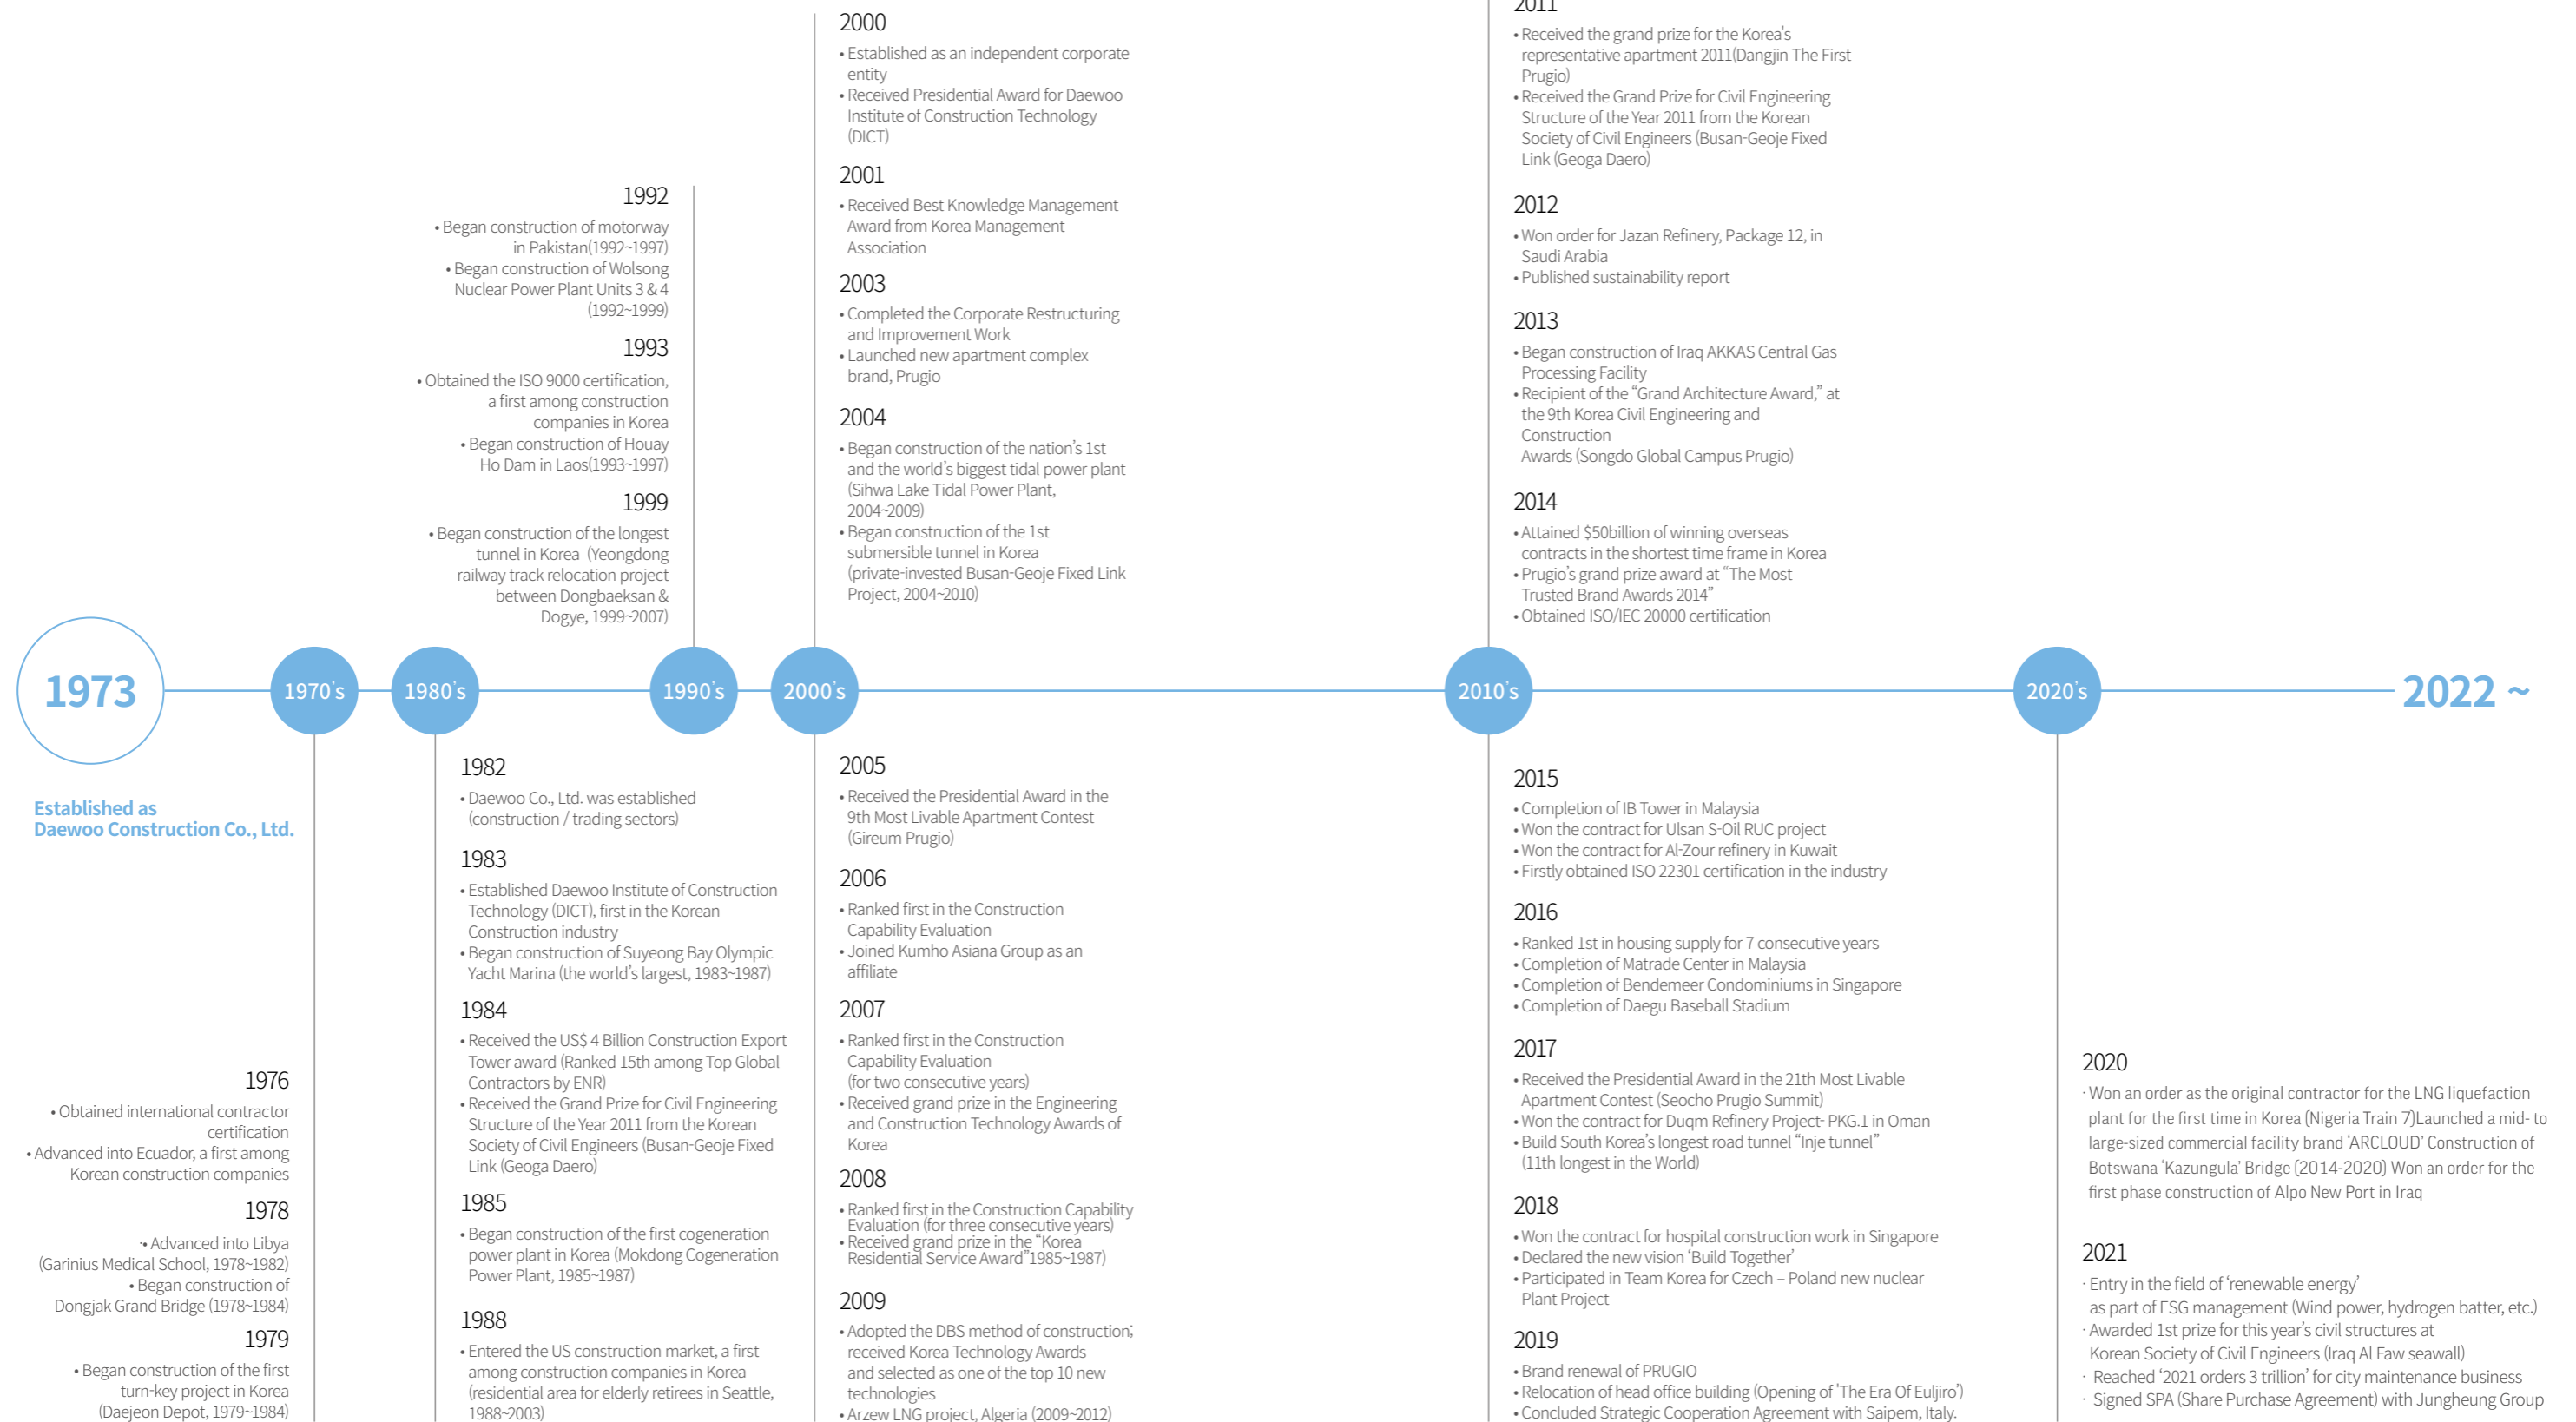 1973
Established as
Daewoo Construction Co., Ltd.
1970's
1976
• Obtained international contractor
certification
• Advanced into Ecuador, a first among
Korean construction companies
1978
•• Advanced into Libya
(Garinius Medical School, 1978~1982)
• Began construction of
Dongjak Grand Bridge (1978~1984)
1979
• Began construction of the first
turn-key project in Korea
(Daejeon Depot, 1979~1984)
1980's
1982
• Daewoo Co., Ltd. was established
(construction / trading sectors)
1983
• Established Daewoo Institute of Construction
Technology (DICT), first in the Korean
Construction industry
• Began construction of Suyeong Bay Olympic
Yacht Marina (the world's largest, 1983~1987)
1984
• Received the US$ 4 Billion Construction Export
Tower award (Ranked 15th among Top Global
Contractors by ENR)
• Received the Grand Prize for Civil Engineering
Structure of the Year 2011 from the Korean
Society of Civil Engineers (Busan-Geoje Fixed
Link (Geoga Daero)
1985
• Began construction of the first cogeneration
power plant in Korea (Mokdong Cogeneration
Power Plant, 1985~1987)
1988
• Entered the US construction market, a first
among construction companies in Korea
(residential area for elderly retirees in Seattle,
1988~2003)
1992
• Began construction of motorway
in Pakistan(1992~1997)
• Began construction of Wolsong
Nuclear Power Plant Units 3 & 4
(1992~1999)
1993
• Obtained the ISO 9000 certification,
a first among construction
companies in Korea
• Began construction of Houay
Ho Dam in Laos(1993~1997)
1999
• Began construction of the longest
tunnel in Korea (Yeongdong
railway track relocation project
between Dongbaeksan &
Dogye, 1999~2007)
1990's
2000
• Established as an independent corporate
entity
• Received Presidential Award for Daewoo
Institute of Construction Technology
(DICT)
2001
• Received Best Knowledge Management
Award from Korea Management
Association
2003
• Completed the Corporate Restructuring
and Improvement Work
• Launched new apartment complex
brand, Prugio
2004
• Began construction of the nation's 1st
and the world's biggest tidal power plant
(Sihwa Lake Tidal Power Plant,
2004~2009)
• Began construction of the 1st
submersible tunnel in Korea
(private-invested Busan-Geoje Fixed Link
Project, 2004~2010)
2000's
2005
• Received the Presidential Award in the
9th Most Livable Apartment Contest
(Gireum Prugio)
2006
• Ranked first in the Construction
Capability Evaluation
• Joined Kumho Asiana Group as an
affiliate
2007
• Ranked first in the Construction
Capability Evaluation
(for two consecutive years)
• Received grand prize in the Engineering
and Construction Technology Awards of
Korea
2008
• Ranked first in the Construction Capability
Evaluation (for three consecutive years)
• Received grand prize in the "Korea
Residential Service Award"1985~1987)
2009
• Adopted the DBS method of construction;
received Korea Technology Awards
and selected as one of the top 10 new
technologies
• Arzew LNG project, Algeria (2009~2012)
2011
• Received the grand prize for the Korea's
representative apartment 2011(Dangjin The First
Prugio)
• Received the Grand Prize for Civil Engineering
Structure of the Year 2011 from the Korean
Society of Civil Engineers (Busan-Geoje Fixed
Link (Geoga Daero)
2012
• Won order for Jazan Refinery, Package 12, in
Saudi Arabia
• Published sustainability report
2013
• Began construction of Iraq AKKAS Central Gas
Processing Facility
• Recipient of the "Grand Architecture Award," at
the 9th Korea Civil Engineering and
Construction
Awards (Songdo Global Campus Prugio)
2014
• Attained $50billion of winning overseas
contracts in the shortest time frame in Korea
• Prugio's grand prize award at "The Most
Trusted Brand Awards 2014"
• Obtained ISO/IEC 20000 certification
2010's
2015
• Completion of IB Tower in Malaysia
• Won the contract for Ulsan S-Oil RUC project
• Won the contract for Al-Zour refinery in Kuwait
• Firstly obtained ISO 22301 certification in the industry
2016
• Ranked 1st in housing supply for 7 consecutive years
• Completion of Matrade Center in Malaysia
• Completion of Bendemeer Condominiums in Singapore
• Completion of Daegu Baseball Stadium
2017
• Received the Presidential Award in the 21th Most Livable
Apartment Contest (Seocho Prugio Summit)
• Won the contract for Duqm Refinery Project- PKG.1 in Oman
• Build South Korea's longest road tunnel "Inje tunnel"
(11th longest in the World)
2018
• Won the contract for hospital construction work in Singapore
• Declared the new vision 'Build Together'
• Participated in Team Korea for Czech – Poland new nuclear
Plant Project
2019
• Brand renewal of PRUGIO
• Relocation of head office building (Opening of 'The Era Of Euljiro')
• Concluded Strategic Cooperation Agreement with Saipem, Italy.
2020's
2020
· Won an order as the original contractor for the LNG liquefaction
plant for the first time in Korea (Nigeria Train 7)Launched a mid- to
large-sized commercial facility brand 'ARCLOUD' Construction of
Botswana 'Kazungula' Bridge (2014-2020) Won an order for the
first phase construction of Alpo New Port in Iraq
2021
· Entry in the field of 'renewable energy'
as part of ESG management (Wind power, hydrogen batter, etc.)
· Awarded 1st prize for this year's civil structures at
Korean Society of Civil Engineers (Iraq Al Faw seawall)
· Reached '2021 orders 3 trillion' for city maintenance business
· Signed SPA (Share Purchase Agreement) with Jungheung Group
2022 ~